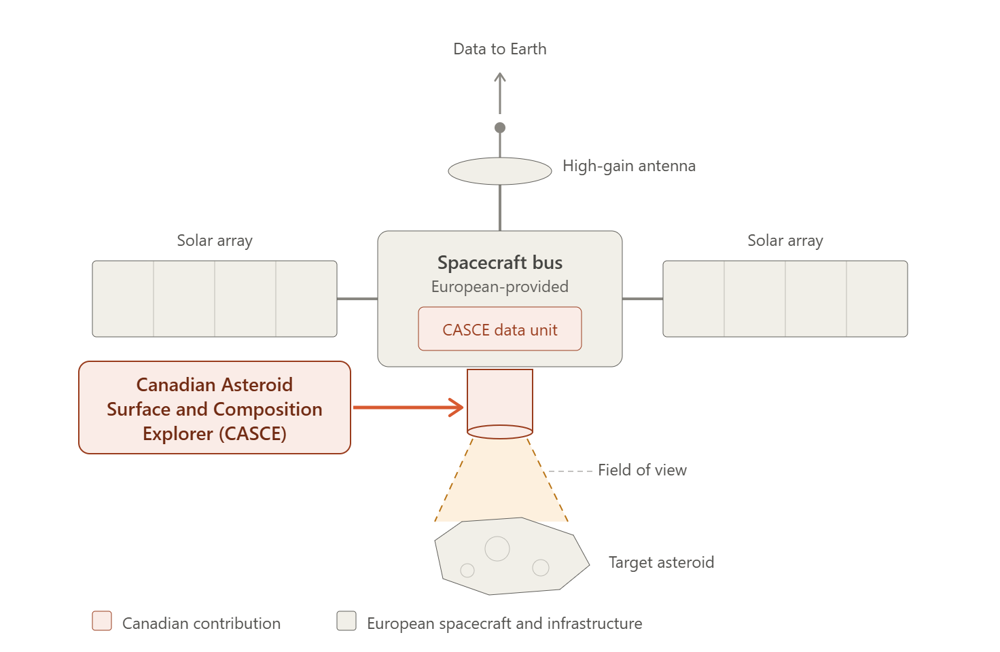 Data to Earth
High-gain antenna
Solar array
Solar array
Spacecraft bus
European-provided
CASCE data unit
Canadian Asteroid
Surface and Composition
Explorer (CASCE)
Field of view
Target asteroid
Canadian contribution
European spacecraft and infrastructure